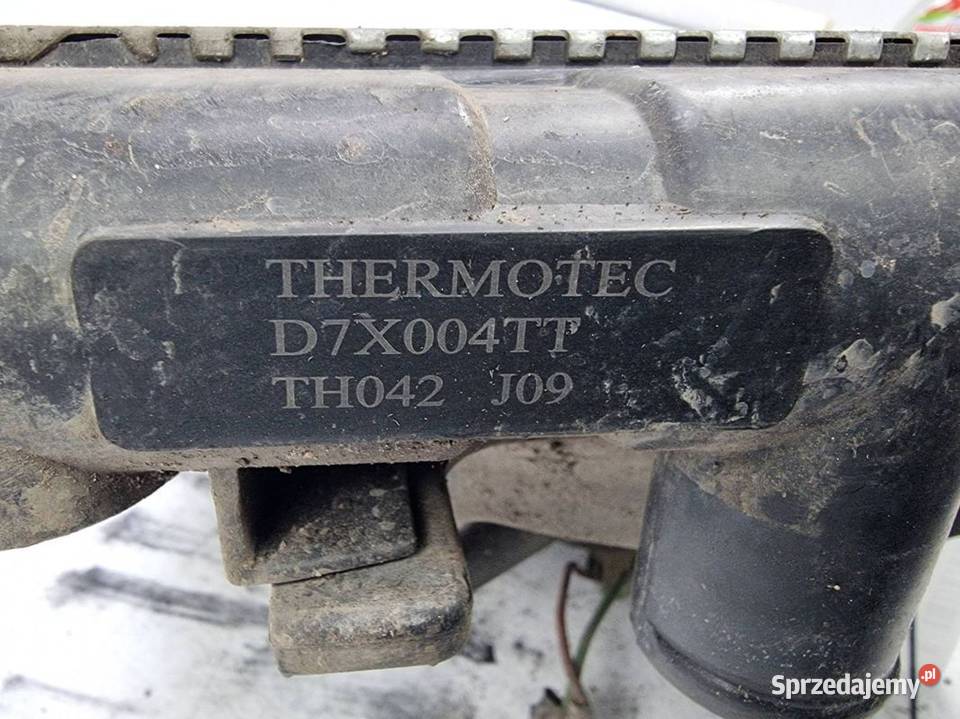 THERMOTEC
D7X004TT
TH042 J09
Sprzedajemy.pl